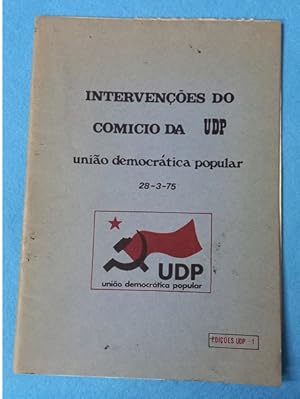 INTERVENÇÕES DO
COMICIO DA UDP
união democrática popular
28-3-75
UDP
união democrática popular
EDIÇÕES UDP - 1